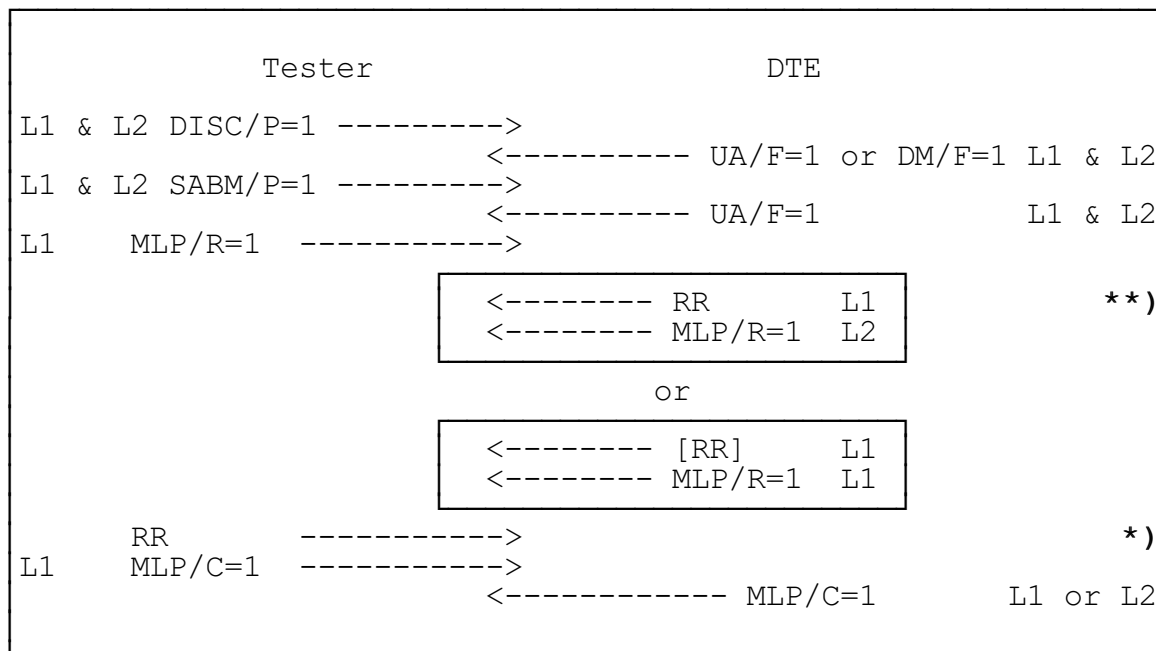 Tester DTE
L1 & L2 DISC/P=1 --------->
<---------- UA/F=1 or DM/F=1 L1 & L2
L1 & L2 SABM/P=1 --------->
<---------- UA/F=1 L1 & L2
L1 MLP/R=1 ----------->
<-------- RR L1 **)
<-------- MLP/R=1 L2
or
<-------- [RR] L1
<-------- MLP/R=1 L1
RR -----------> *)
L1 MLP/C=1 ----------->
<------------ MLP/C=1 L1 or L2